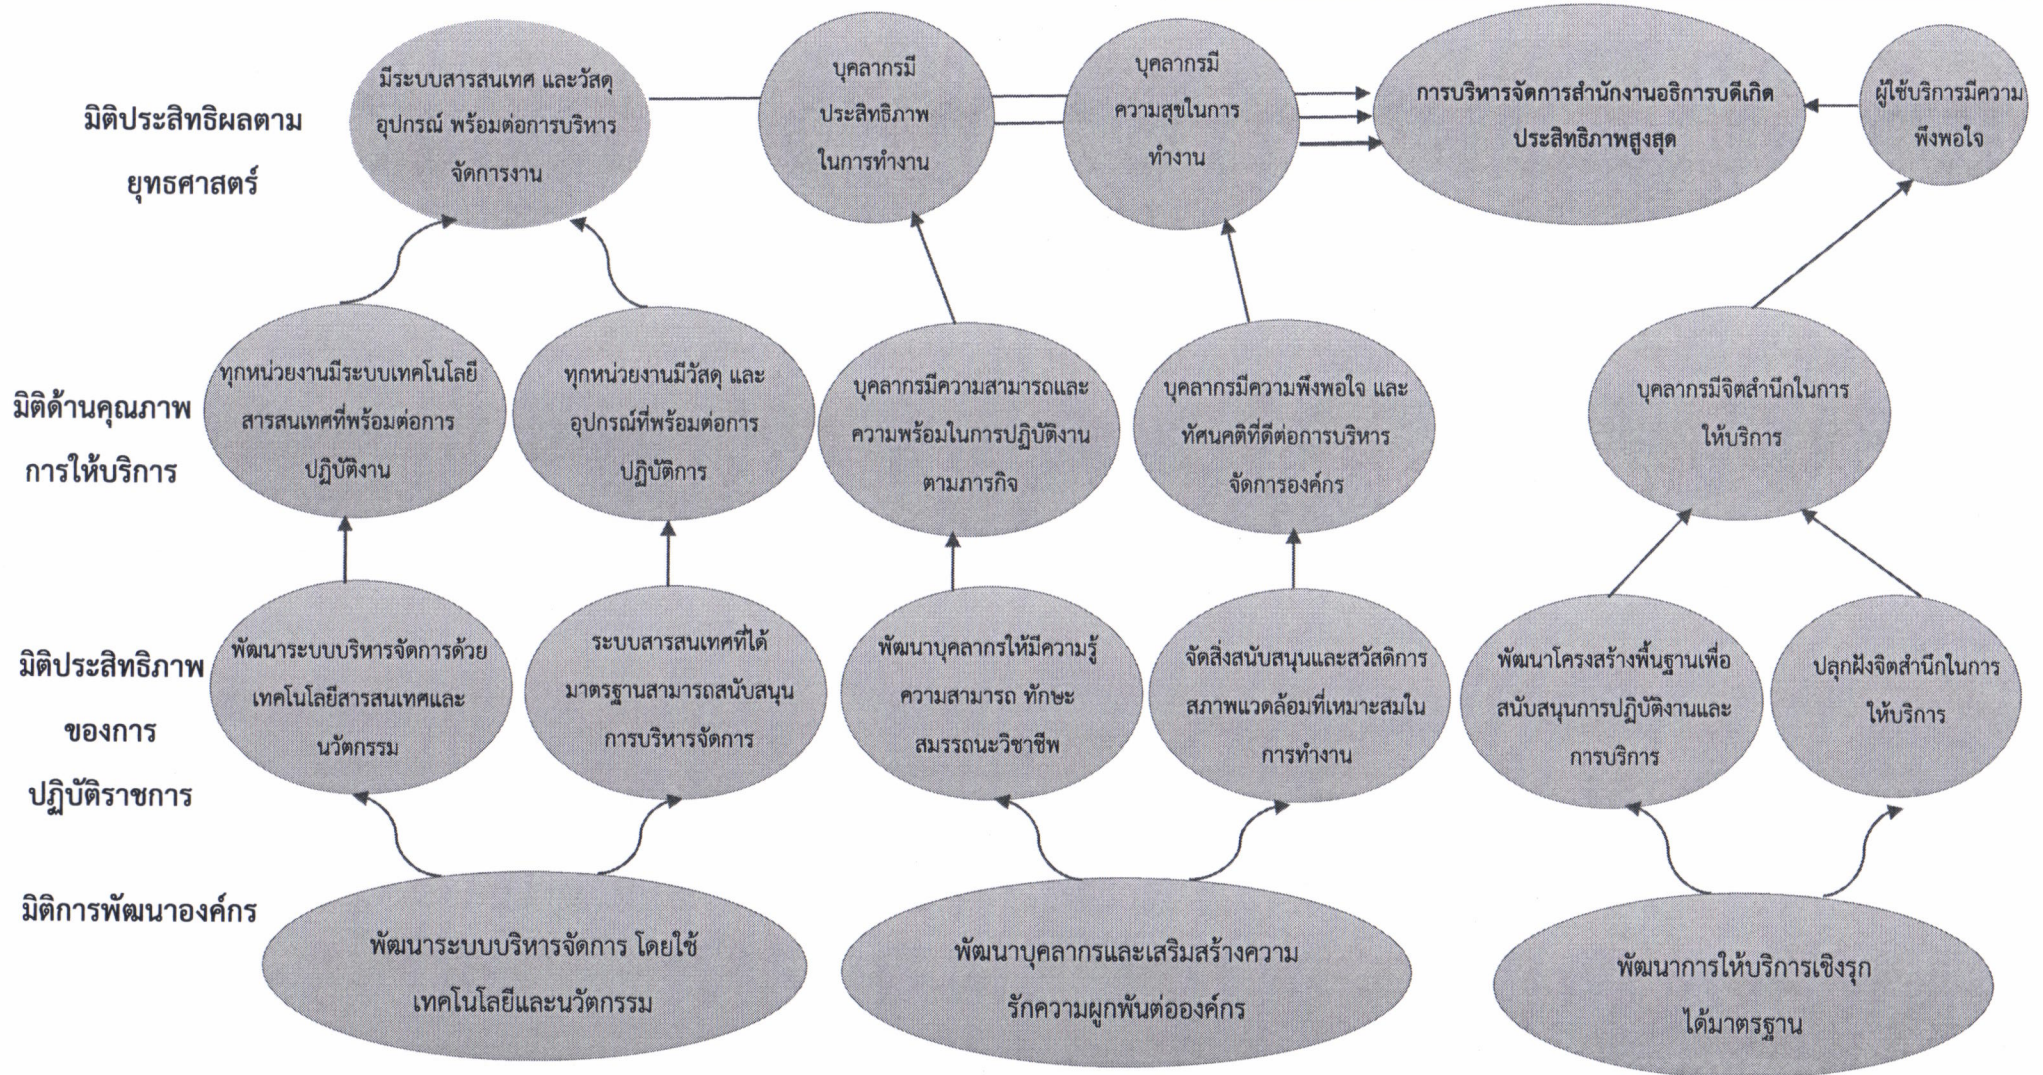 มิติประสิทธิผลตาม
ยุทธศาสตร์
มีระบบสารสนเทศ และวัสดุ
อุปกรณ์ พร้อมต่อการบริหาร
จัดการงาน
บุคลากรมี
ประสิทธิภาพ
ในการทำงาน
บุคลากรมี
ความสุขในการ
ทำงาน
การบริหารจัดการสำนักงานอธิการบดีเกิด
ประสิทธิภาพสูงสุด
ผู้ใช้บริการมีความ
พึงพอใจ
มิติด้านคุณภาพ
การให้บริการ
ทุกหน่วยงานมีระบบเทคโนโลยี
สารสนเทศที่พร้อมต่อการ
ปฏิบัติงาน
ทุกหน่วยงานมีวัสดุ และ
อุปกรณ์ที่พร้อมต่อการ
ปฏิบัติการ
บุคลากรมีความสามารถและ
ความพร้อมในการปฏิบัติงาน
ตามภารกิจ
บุคลากรมีความพึงพอใจ และ
ทัศนคติที่ดีต่อการบริหาร
จัดการองค์กร
บุคลากรมีจิตสำนึกในการ
ให้บริการ
มิติประสิทธิภาพ
ของการ
ปฏิบัติราชการ
พัฒนาระบบบริหารจัดการด้วย
เทคโนโลยีสารสนเทศและ
นวัตกรรม
ระบบสารสนเทศที่ได้
มาตรฐานสามารถสนับสนุน
การบริหารจัดการ
พัฒนาบุคลากรให้มีความรู้
ความสามารถ ทักษะ
สมรรถนะวิชาชีพ
จัดสิ่งสนับสนุนและสวัสดิการ
สภาพแวดล้อมที่เหมาะสมใน
การทำงาน
พัฒนาโครงสร้างพื้นฐานเพื่อ
สนับสนุนการปฏิบัติงานและ
การบริการ
ปลุกฝังจิตสำนึกในการ
ให้บริการ
มิติการพัฒนาองค์กร
พัฒนาระบบบริหารจัดการ โดยใช้
เทคโนโลยีและนวัตกรรม
พัฒนาบุคลากรและเสริมสร้างความ
รักความผูกพันต่อองค์กร
พัฒนาการให้บริการเชิงรุก
ได้มาตรฐาน